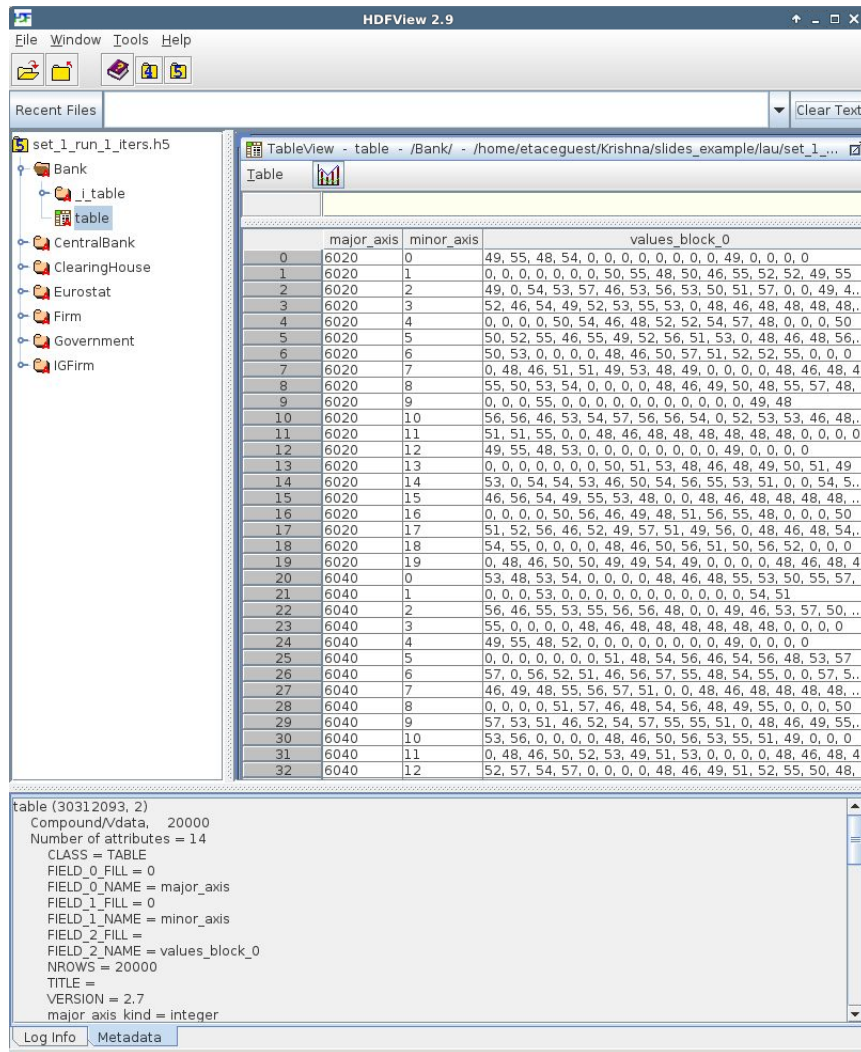 HDFView 2.9
File Window Tools Help
4 5
Recent Files
Clear Text
5 set_1_run_1_iters.h5
Bank
_i_table
table
CentralBank
ClearingHouse
Eurostat
Firm
Government
IGFirm
TableView - table - /Bank/ - /home/etaceguest/Krishna/slides_example/lau/set_1_...
Table
major_axis minor_axis values_block_0
0 6020 0 49, 55, 48, 54, 0, 0, 0, 0, 0, 0, 0, 0, 49, 0, 0, 0, 0
1 6020 1 0, 0, 0, 0, 0, 0, 0, 50, 55, 48, 50, 46, 55, 52, 52, 49, 55
2 6020 2 49, 0, 54, 53, 57, 46, 53, 56, 53, 50, 51, 57, 0, 0, 49, 4..
3 6020 3 52, 46, 54, 49, 52, 53, 55, 53, 0, 48, 46, 48, 48, 48, 48,..
4 6020 4 0, 0, 0, 0, 50, 54, 46, 48, 52, 52, 54, 57, 48, 0, 0, 0, 50
5 6020 5 50, 52, 55, 46, 55, 49, 52, 56, 51, 53, 0, 48, 46, 48, 56,..
6 6020 6 50, 53, 0, 0, 0, 0, 48, 46, 50, 57, 51, 52, 52, 55, 0, 0, 0
7 6020 7 0, 48, 46, 51, 51, 49, 53, 48, 49, 0, 0, 0, 0, 48, 46, 48, 4
8 6020 8 55, 50, 53, 54, 0, 0, 0, 0, 48, 46, 49, 50, 48, 55, 57, 48,
9 6020 9 0, 0, 0, 55, 0, 0, 0, 0, 0, 0, 0, 0, 0, 0, 0, 49, 48
10 6020 10 56, 56, 46, 53, 54, 57, 56, 56, 54, 0, 52, 53, 53, 46, 48,..
11 6020 11 51, 51, 55, 0, 0, 48, 46, 48, 48, 48, 48, 48, 48, 0, 0, 0, 0
12 6020 12 49, 55, 48, 53, 0, 0, 0, 0, 0, 0, 0, 0, 49, 0, 0, 0, 0
13 6020 13 0, 0, 0, 0, 0, 0, 0, 50, 51, 53, 48, 46, 48, 49, 50, 51, 49
14 6020 14 53, 0, 54, 54, 53, 46, 50, 54, 56, 55, 53, 51, 0, 0, 54, 5..
15 6020 15 46, 56, 54, 49, 55, 53, 48, 0, 0, 48, 46, 48, 48, 48, 48, ..
16 6020 16 0, 0, 0, 0, 50, 56, 46, 49, 48, 51, 56, 55, 48, 0, 0, 0, 50
17 6020 17 51, 52, 56, 46, 52, 49, 57, 51, 49, 56, 0, 48, 46, 48, 54,..
18 6020 18 54, 55, 0, 0, 0, 0, 48, 46, 50, 56, 51, 50, 56, 52, 0, 0, 0
19 6020 19 0, 48, 46, 50, 50, 49, 49, 54, 49, 0, 0, 0, 0, 48, 46, 48, 4
20 6040 0 53, 48, 53, 54, 0, 0, 0, 0, 48, 46, 48, 55, 53, 50, 55, 57,
21 6040 1 0, 0, 0, 53, 0, 0, 0, 0, 0, 0, 0, 0, 0, 0, 0, 54, 51
22 6040 2 56, 46, 55, 53, 55, 56, 56, 48, 0, 0, 49, 46, 53, 57, 50, ..
23 6040 3 55, 0, 0, 0, 0, 48, 46, 48, 48, 48, 48, 48, 48, 0, 0, 0, 0
24 6040 4 49, 55, 48, 52, 0, 0, 0, 0, 0, 0, 0, 0, 49, 0, 0, 0, 0
25 6040 5 0, 0, 0, 0, 0, 0, 0, 51, 48, 54, 56, 46, 54, 56, 48, 53, 57
26 6040 6 57, 0, 56, 52, 51, 46, 56, 57, 55, 48, 54, 55, 0, 0, 57, 5..
27 6040 7 46, 49, 48, 55, 56, 57, 51, 0, 0, 48, 46, 48, 48, 48, 48, ..
28 6040 8 0, 0, 0, 0, 51, 57, 46, 48, 54, 56, 48, 49, 55, 0, 0, 0, 50
29 6040 9 57, 53, 51, 46, 52, 54, 57, 55, 55, 51, 0, 48, 46, 49, 55,..
30 6040 10 53, 56, 0, 0, 0, 0, 48, 46, 50, 56, 53, 55, 51, 49, 0, 0, 0
31 6040 11 0, 48, 46, 50, 52, 53, 49, 51, 53, 0, 0, 0, 0, 48, 46, 48, 4
32 6040 12 52, 57, 54, 57, 0, 0, 0, 0, 48, 46, 49, 51, 52, 55, 50, 48,
table (30312093, 2)
Compound/Vdata, 20000
Number of attributes = 14
CLASS = TABLE
FIELD_0_FILL = 0
FIELD_0_NAME = major_axis
FIELD_1_FILL = 0
FIELD_1_NAME = minor_axis
FIELD_2_FILL =
FIELD_2_NAME = values_block_0
NROWS = 20000
TITLE =
VERSION = 2.7
major_axis_kind = integer
Log Info Metadata